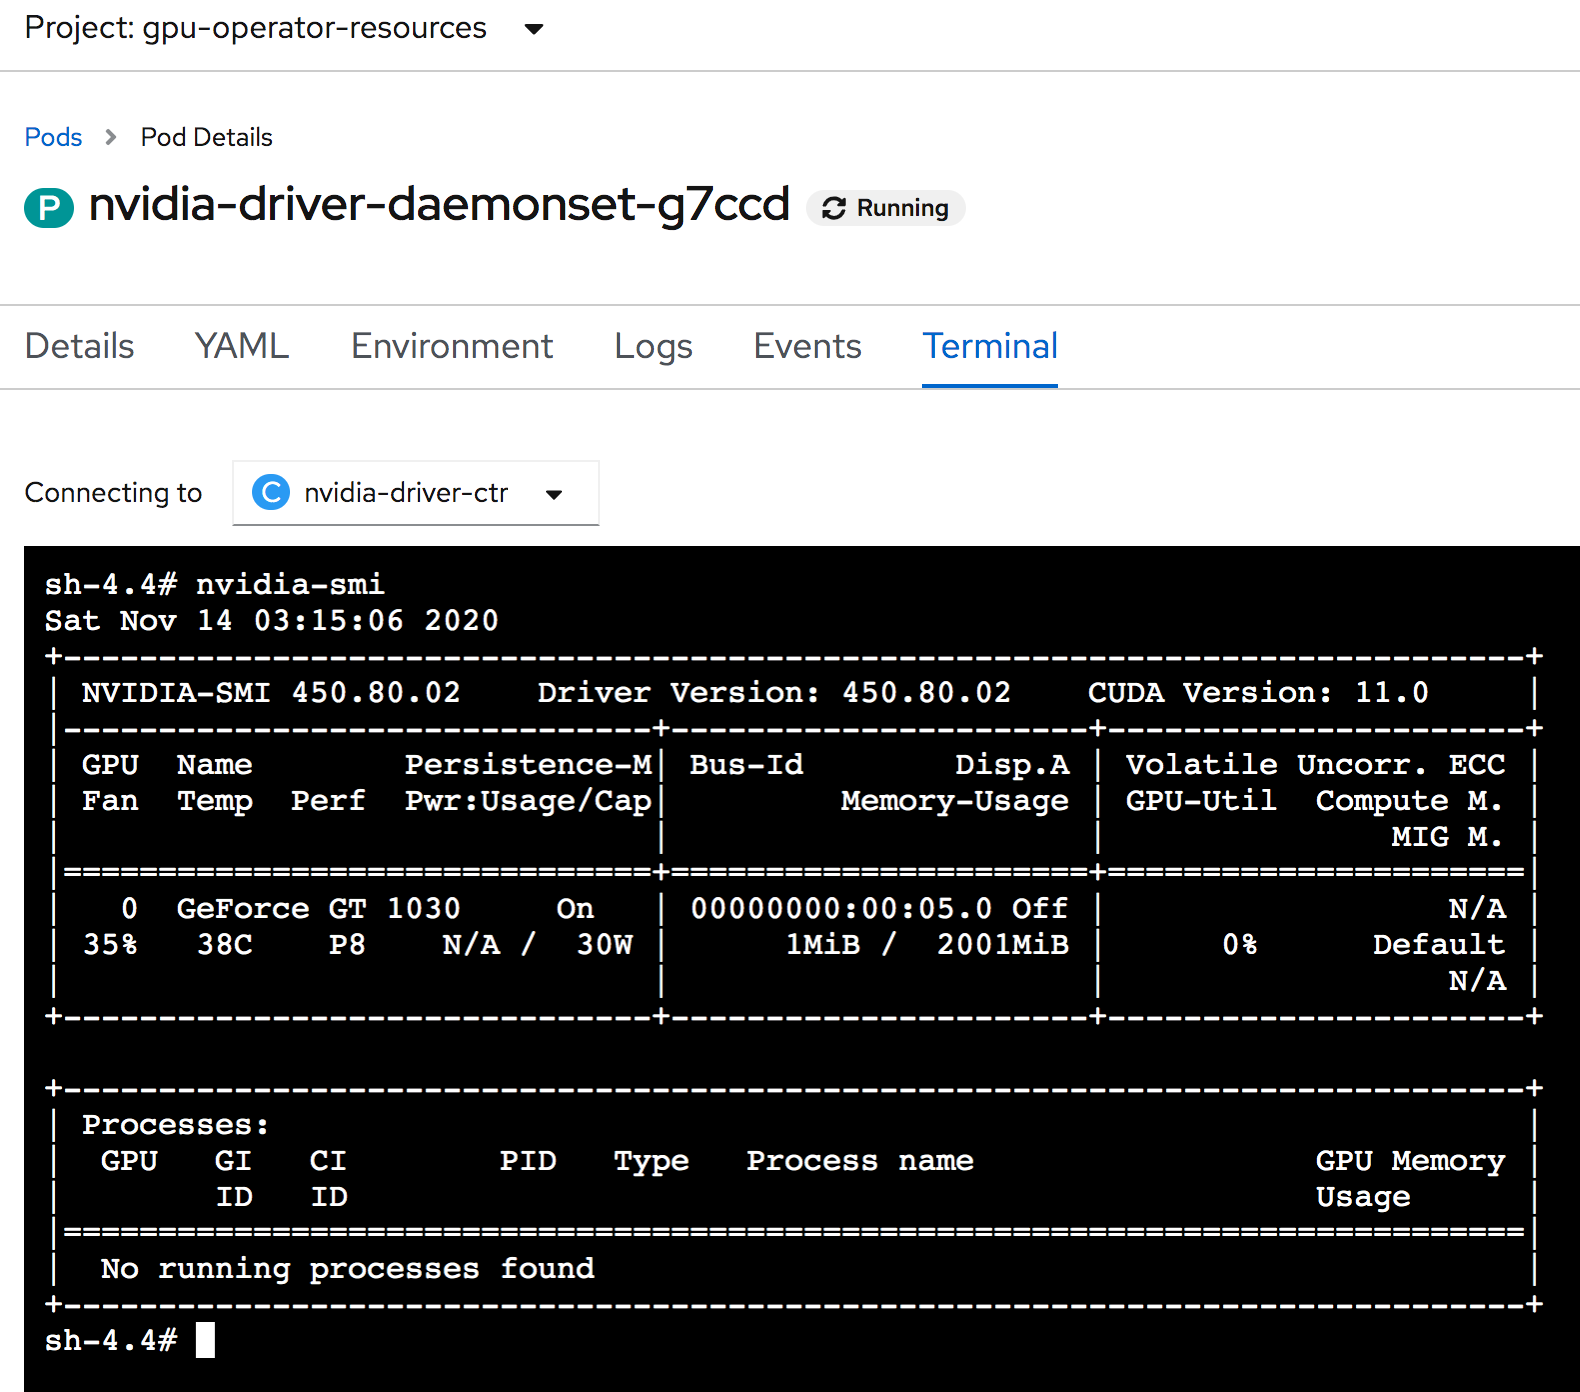 Project: gpu-operator-resources
Pods > Pod Details
P nvidia-driver-daemonset-g7ccd Running
Details YAML Environment Logs Events Terminal
Connecting to C nvidia-driver-ctr
sh-4.4# nvidia-smi
Sat Nov 14 03:15:06 2020
+-----------------------------------------------------------------------------+
| NVIDIA-SMI 450.80.02    Driver Version: 450.80.02    CUDA Version: 11.0     |
|-------------------------------+----------------------+----------------------+
| GPU  Name        Persistence-M| Bus-Id        Disp.A | Volatile Uncorr. ECC |
| Fan  Temp  Perf  Pwr:Usage/Cap|         Memory-Usage | GPU-Util  Compute M. |
|                               |                      |               MIG M. |
|===============================+======================+======================|
|   0  GeForce GT 1030     On   | 00000000:00:05.0 Off |                  N/A |
| 35%   38C    P8    N/A /  30W |      1MiB /  2001MiB |      0%      Default |
|                               |                      |                  N/A |
+-------------------------------+----------------------+----------------------+
+-----------------------------------------------------------------------------+
| Processes:                                                                  |
|  GPU   GI   CI        PID   Type   Process name                  GPU Memory |
|        ID   ID                                                   Usage      |
|=============================================================================|
|  No running processes found                                                 |
+-----------------------------------------------------------------------------+
sh-4.4#